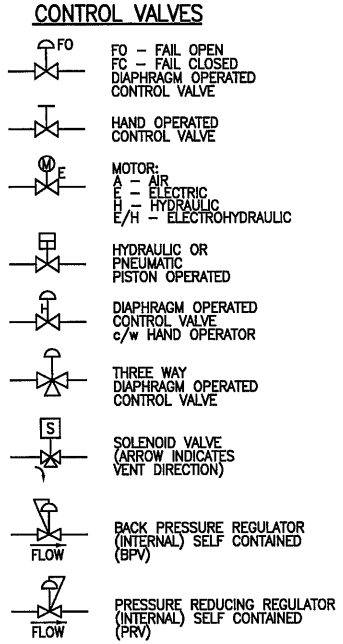 CONTROL VALVES
FO
FO - FAIL OPEN
FC - FAIL CLOSED
DIAPHRAGM OPERATED
CONTROL VALVE
HAND OPERATED
CONTROL VALVE
M
E
MOTOR:
A - AIR
E - ELECTRIC
H - HYDRAULIC
E/H - ELECTROHYDRAULIC
HYDRAULIC OR
PNEUMATIC
PISTON OPERATED
H
DIAPHRAGM OPERATED
CONTROL VALVE
c/w HAND OPERATOR
THREE WAY
DIAPHRAGM OPERATED
CONTROL VALVE
S
SOLENOID VALVE
(ARROW INDICATES
VENT DIRECTION)
FLOW
BACK PRESSURE REGULATOR
(INTERNAL) SELF CONTAINED
(BPV)
FLOW
PRESSURE REDUCING REGULATOR
(INTERNAL) SELF CONTAINED
(PRV)